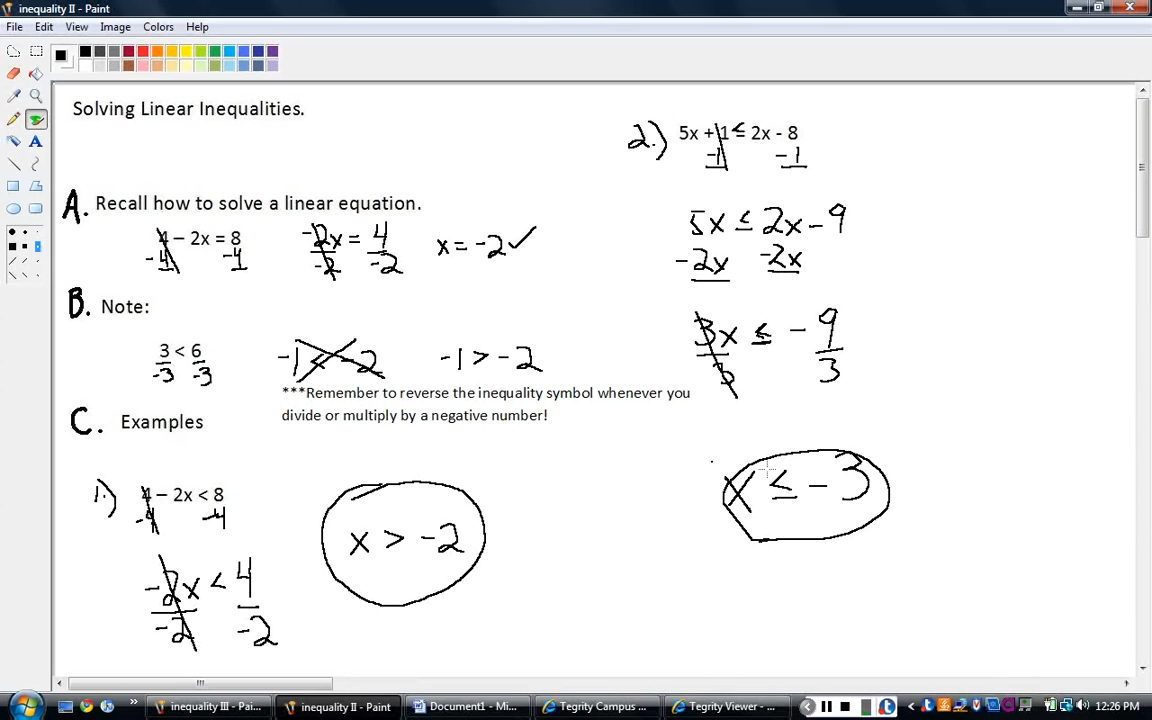 inequality II - Paint
File Edit View Image Colors Help
Solving Linear Inequalities.
A. Recall how to solve a linear equation.
4 – 2x = 8
-4 -4
-2x = 4
-2 -2
x = -2 ✓
B. Note:
3 < 6
-3 -3
-1 < -2
-1 > -2
***Remember to reverse the inequality symbol whenever you
divide or multiply by a negative number!
C. Examples
1.) 4 – 2x < 8
-4 -4
-2x < 4
-2 -2
x > -2
2.) 5x + 1 ≤ 2x - 8
-1 -1
5x ≤ 2x - 9
-2x -2x
3x ≤ - 9
3 3
x ≤ - 3
inequality III - Pai...
inequality II - Paint
Document1 - Mi...
Tegrity Campus ...
Tegrity Viewer - ...
12:26 PM